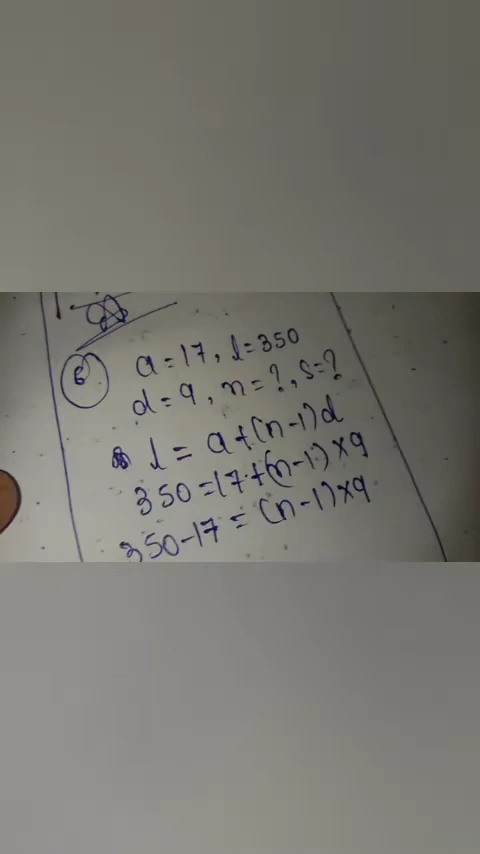 6
a=17, l=350
d=9, n=?, s=?
l = a+(n-1)d
350=17+(n-1)×9
350-17 = (n-1)×9